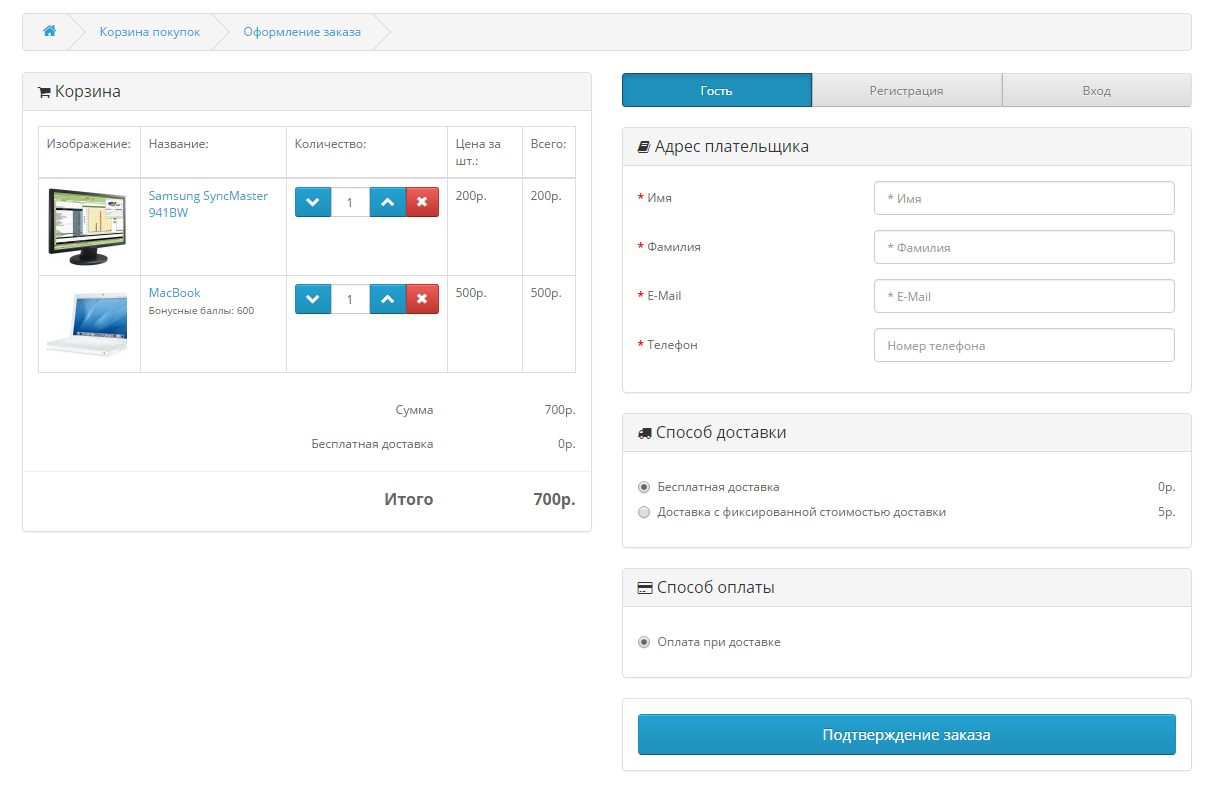 Корзина покупок
Оформление заказа
Корзина
Изображение:
Название:
Количество:
Цена за
шт.:
Всего:
Samsung SyncMaster
941BW
1
200р.
200р.
MacBook
Бонусные баллы: 600
1
500р.
500р.
Сумма
700р.
Бесплатная доставка
0р.
Итого
700р.
Гость
Регистрация
Вход
Адрес плательщика
* Имя
* Имя
* Фамилия
* Фамилия
* E-Mail
* E-Mail
* Телефон
Номер телефона
Способ доставки
Бесплатная доставка
0р.
Доставка с фиксированной стоимостью доставки
5р.
Способ оплаты
Оплата при доставке
Подтверждение заказа